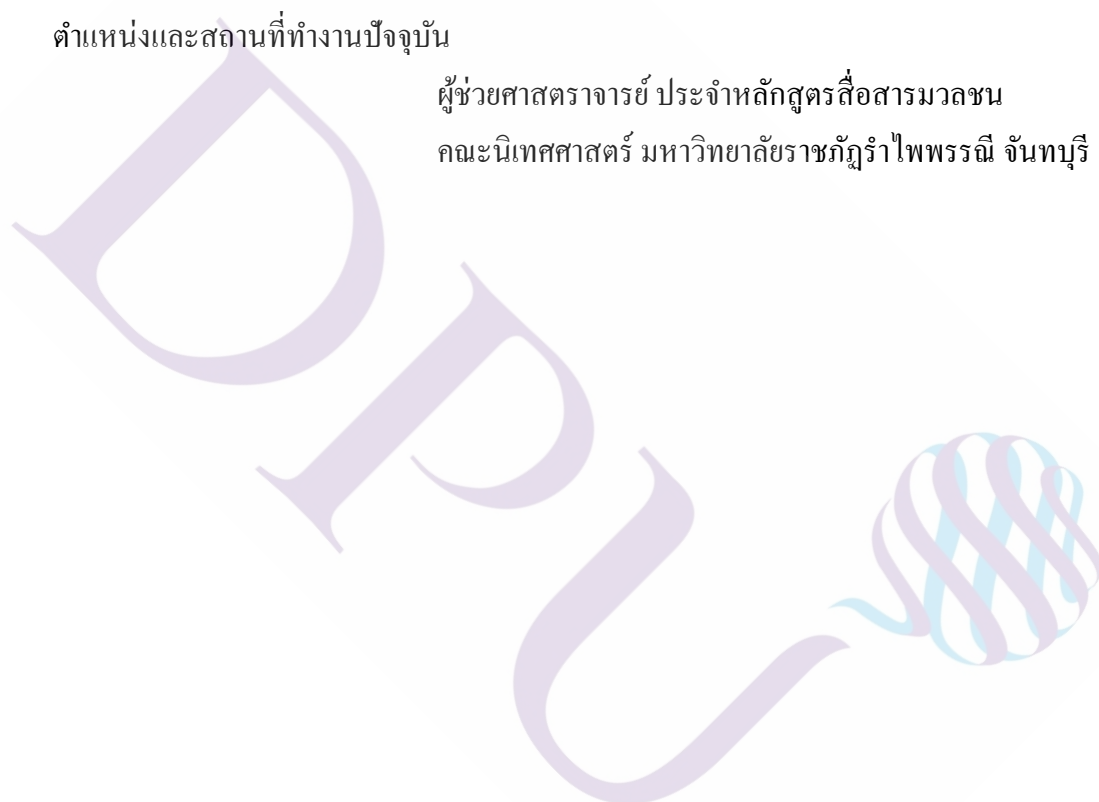 ตำแหน่งและสถานที่ทำงานปัจจุบัน
ผู้ช่วยศาสตราจารย์ ประจำหลักสูตรสื่อสารมวลชน
คณะนิเทศศาสตร์ มหาวิทยาลัยราชภัฏรำไพพรรณี จันทบุรี
DPU